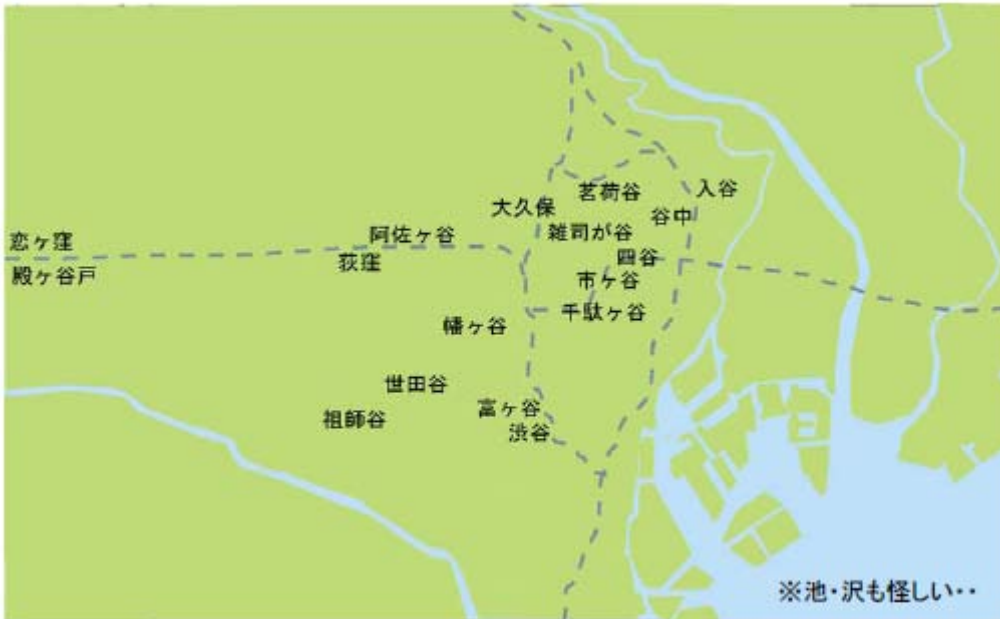 入谷
茗荷谷
大久保
谷中
雑司が谷
恋ヶ窪
阿佐ヶ谷
荻窪
四谷
殿ヶ谷戸
市ヶ谷
千駄ヶ谷
幡ヶ谷
世田谷
富ヶ谷
祖師谷
渋谷
※池・沢も怪しい・・